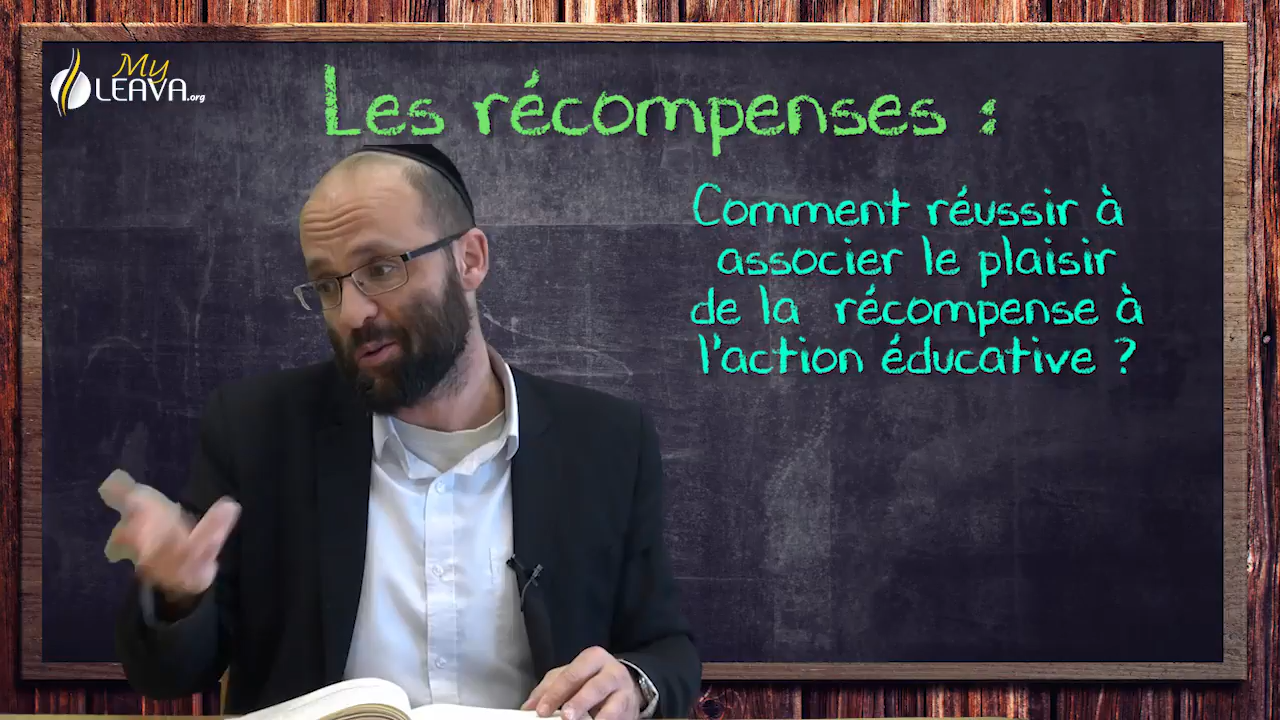 My
LEAVA.org
Les récompenses :
Comment réussir à
associer le plaisir
de la récompense à
l'action éducative ?